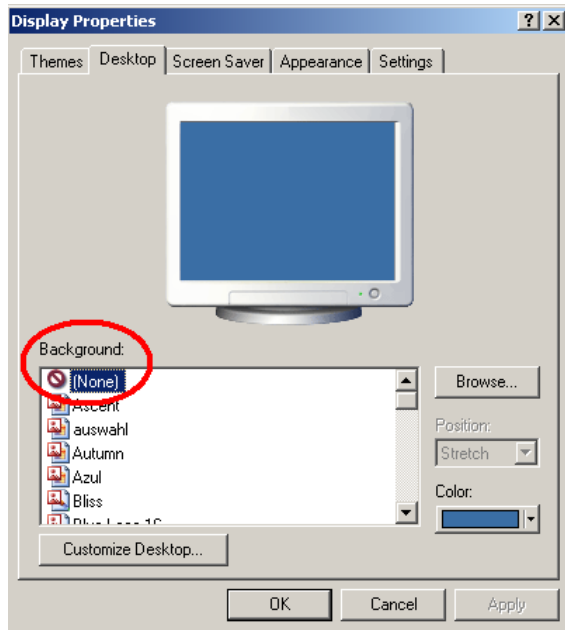 Display Properties
Themes Desktop Screen Saver Appearance Settings
Background:
(None)
Ascent
auswahl
Autumn
Azul
Bliss
Browse...
Position:
Stretch
Color:
Customize Desktop...
OK Cancel Apply